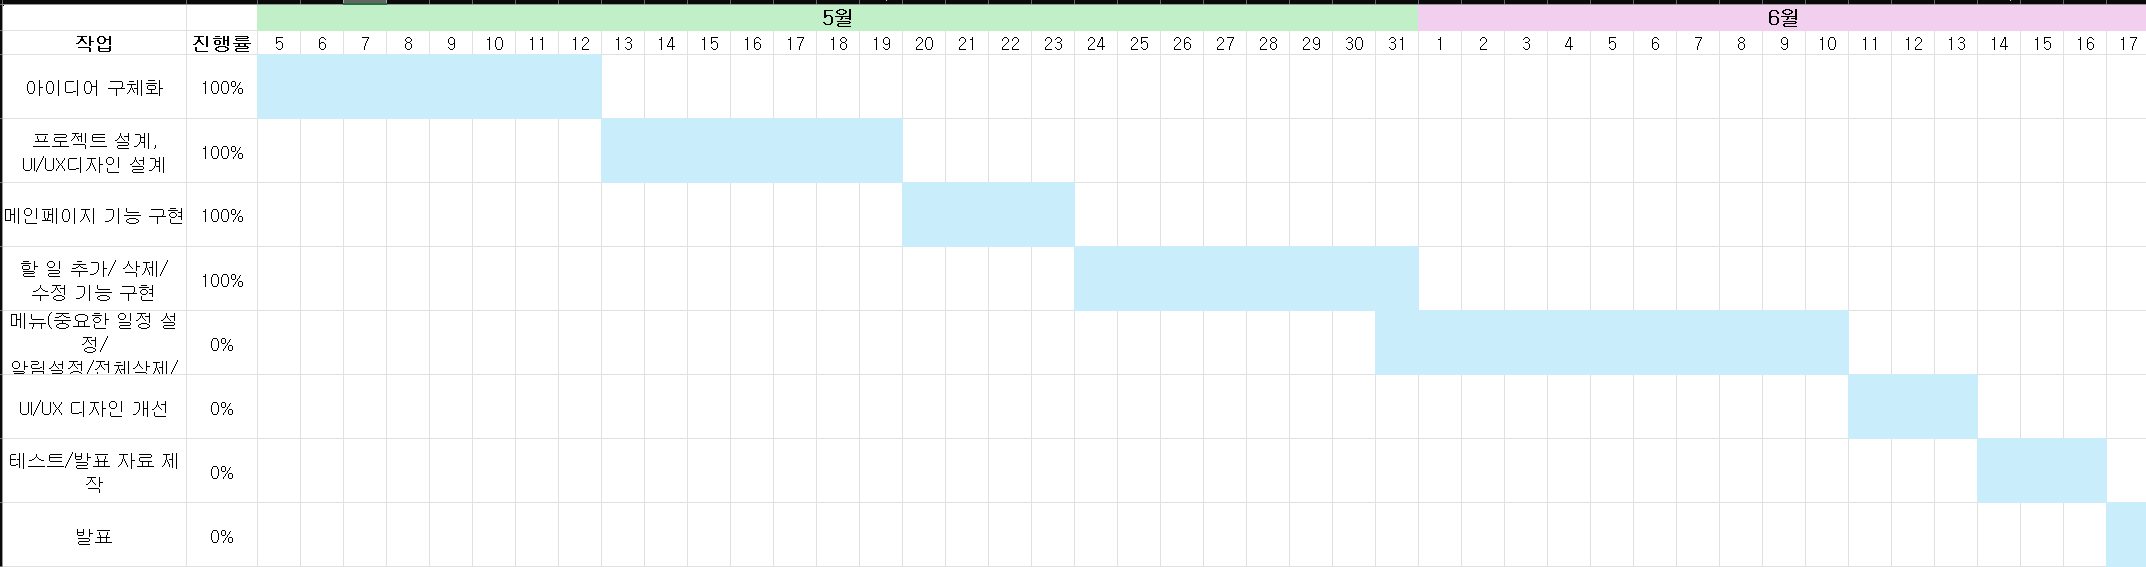 5월 6월
작업 진행률 5 6 7 8 9 10 11 12 13 14 15 16 17 18 19 20 21 22 23 24 25 26 27 28 29 30 31 1 2 3 4 5 6 7 8 9 10 11 12 13 14 15 16 17
아이디어 구체화 100%
프로젝트 설계,
UI/UX디자인 설계 100%
메인페이지 기능 구현 100%
할 일 추가/ 삭제/
수정 기능 구현 100%
메뉴(중요한 일정 설
정/
알림설정/전체삭제/ 0%
UI/UX 디자인 개선 0%
테스트/발표 자료 제
작 0%
발표 0%